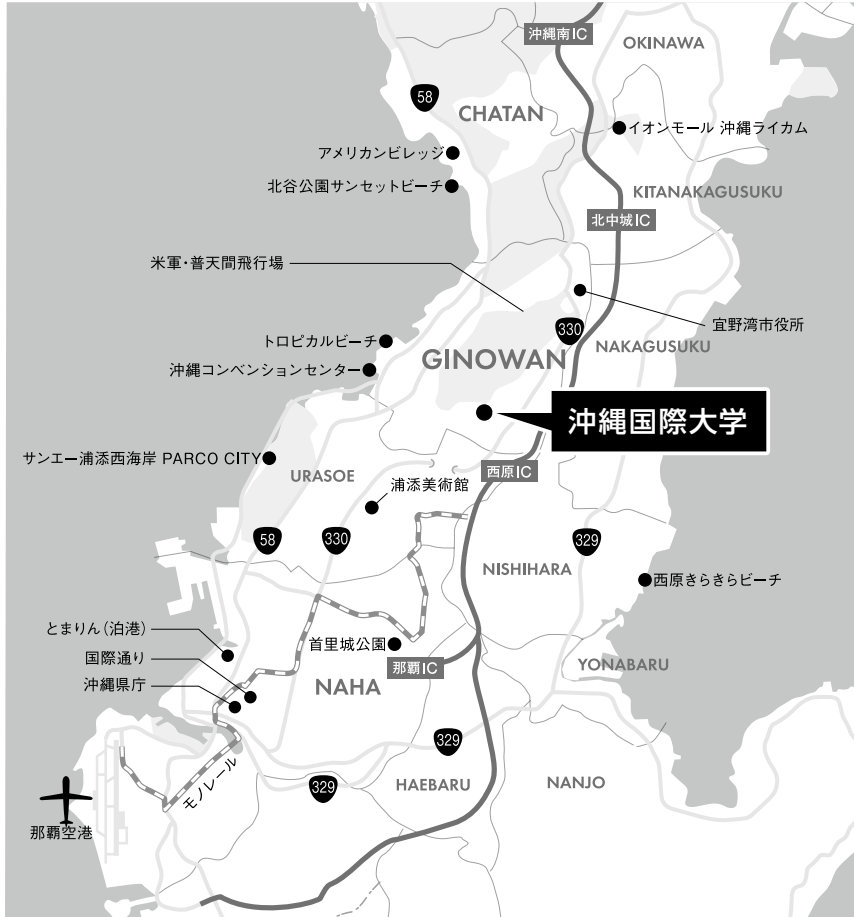 沖縄南IC
OKINAWA
58
CHATAN
イオンモール 沖縄ライカム
アメリカンビレッジ
北谷公園サンセットビーチ
KITANAKAGUSUKU
北中城IC
米軍・普天間飛行場
宜野湾市役所
330
トロピカルビーチ
NAKAGUSUKU
GINOWAN
沖縄コンベンションセンター
沖縄国際大学
サンエー浦添西海岸 PARCO CITY
URASOE
西原IC
浦添美術館
58
330
329
NISHIHARA
西原きらきらビーチ
とまりん(泊港)
首里城公園
国際通り
那覇IC
YONABARU
沖縄県庁
NAHA
329
HAEBARU
NANJO
329
モノレール
那覇空港